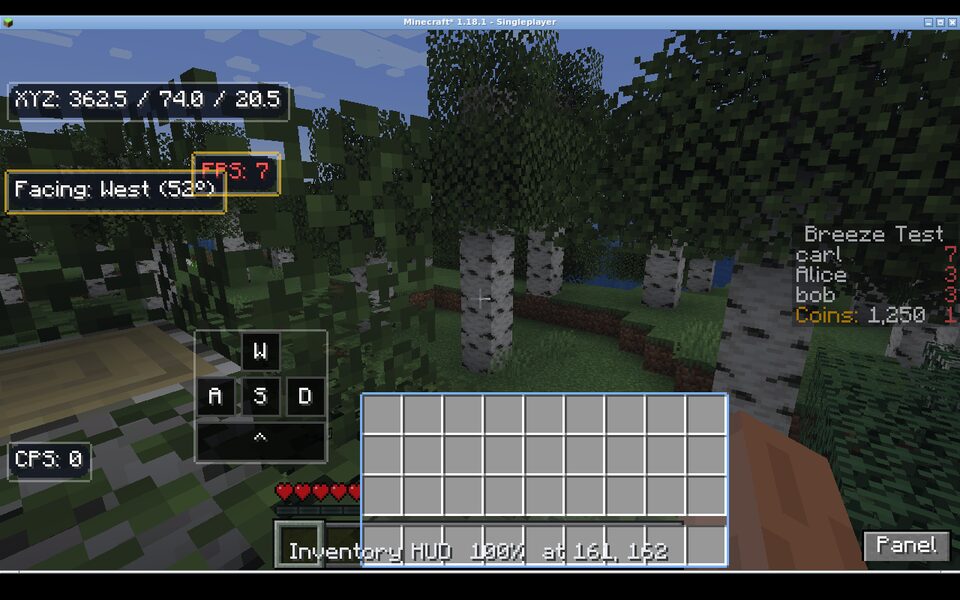 Minecraft* 1.18.1 - Singleplayer
XYZ: 362.5 / 74.0 / 20.5
FPS: 7
Facing: West (52°)
Breeze Test
carl 7
Alice 3
bob 3
Coins: 1,250 1
W
A S D
^
CPS: 0
Inventory HUD 100% at 161, 162
Panel